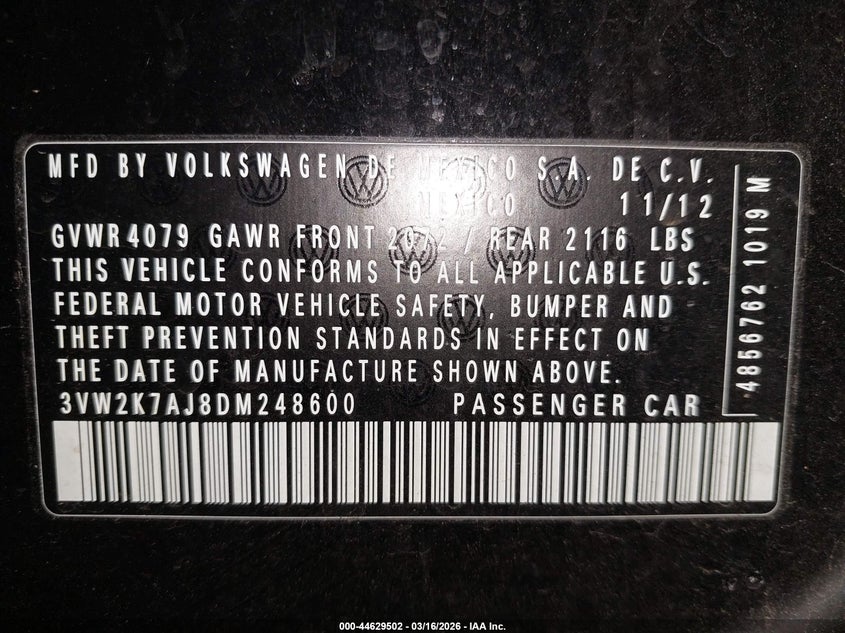 MFD BY VOLKSWAGEN DE MEXICO S.A. DE C.V.
MEXICO 11/12
GVWR 4079 GAWR FRONT 2072 / REAR 2116 LBS
THIS VEHICLE CONFORMS TO ALL APPLICABLE U.S.
FEDERAL MOTOR VEHICLE SAFETY, BUMPER AND
THEFT PREVENTION STANDARDS IN EFFECT ON
THE DATE OF MANUFACTURE SHOWN ABOVE.
3VW2K7AJ8DM248600 PASSENGER CAR
4856762 1019 M
000-44629502 - 03/16/2026 - IAA Inc.